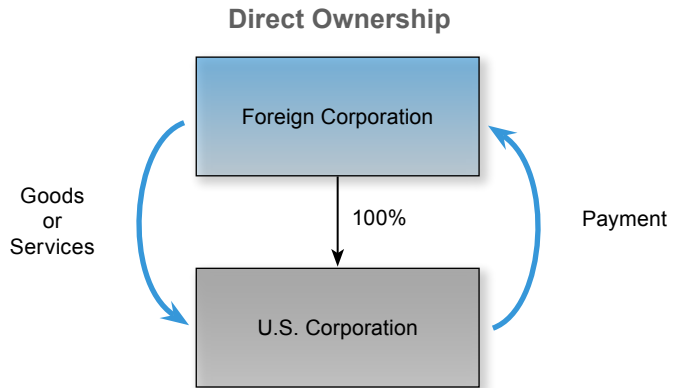 Direct Ownership
Foreign Corporation
Goods
or
Services
100%
Payment
U.S. Corporation